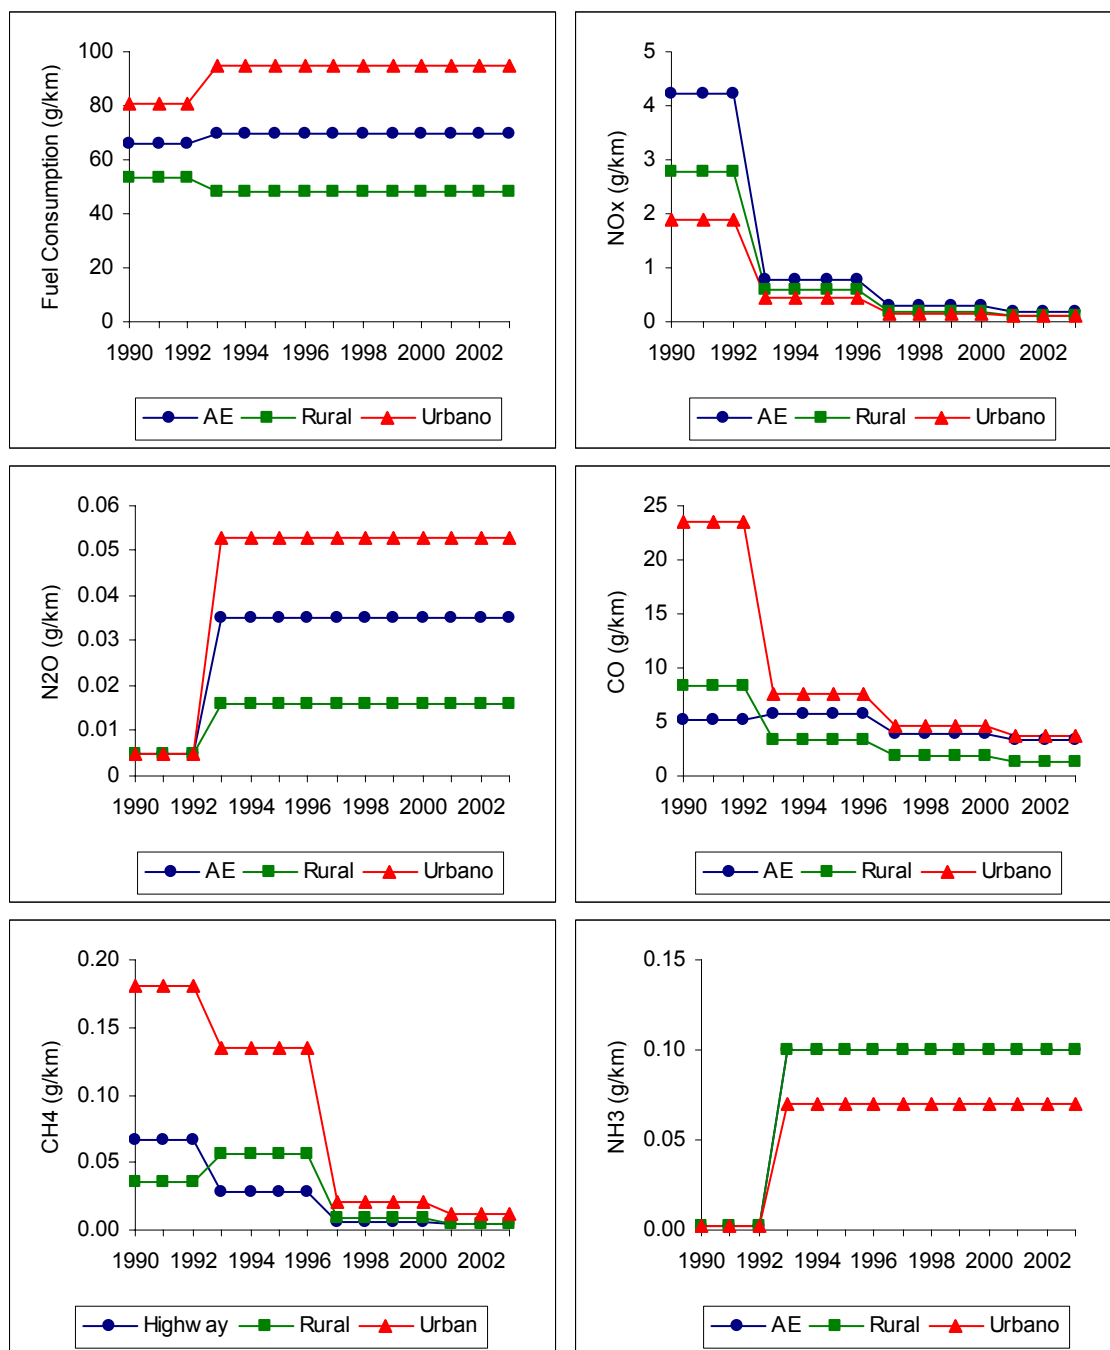 Fuel Consumption (g/km)
100
80
60
40
20
0
1990 1992 1994 1996 1998 2000 2002
AE Rural Urbano
NOx (g/km)
5
4
3
2
1
0
1990 1992 1994 1996 1998 2000 2002
AE Rural Urbano
N2O (g/km)
0.06
0.05
0.04
0.03
0.02
0.01
0
1990 1992 1994 1996 1998 2000 2002
AE Rural Urbano
CO (g/km)
25
20
15
10
5
0
1990 1992 1994 1996 1998 2000 2002
AE Rural Urbano
CH4 (g/km)
0.20
0.15
0.10
0.05
0.00
1990 1992 1994 1996 1998 2000 2002
Highway Rural Urban
NH3 (g/km)
0.15
0.10
0.05
0.00
1990 1992 1994 1996 1998 2000 2002
AE Rural Urbano